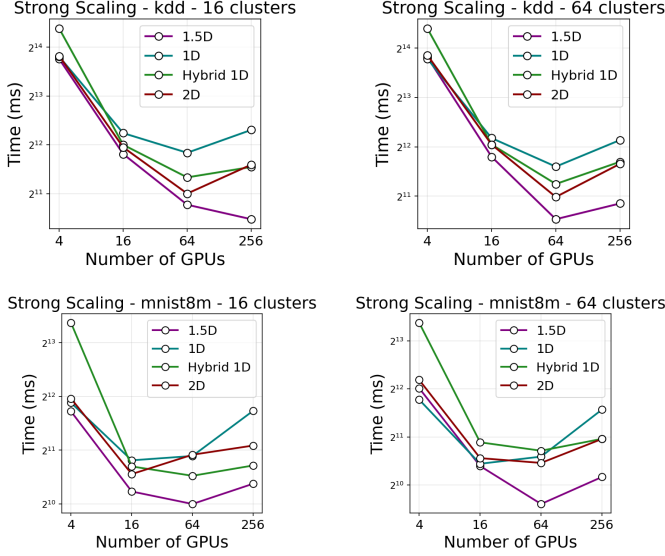 Strong Scaling - kdd - 16 clusters
Time (ms)
2^14
2^13
2^12
2^11
1.5D
1D
Hybrid 1D
2D
4 16 64 256
Number of GPUs
Strong Scaling - kdd - 64 clusters
Time (ms)
2^14
2^13
2^12
2^11
1.5D
1D
Hybrid 1D
2D
4 16 64 256
Number of GPUs
Strong Scaling - mnist8m - 16 clusters
Time (ms)
2^13
2^12
2^11
2^10
1.5D
1D
Hybrid 1D
2D
4 16 64 256
Number of GPUs
Strong Scaling - mnist8m - 64 clusters
Time (ms)
2^13
2^12
2^11
2^10
1.5D
1D
Hybrid 1D
2D
4 16 64 256
Number of GPUs